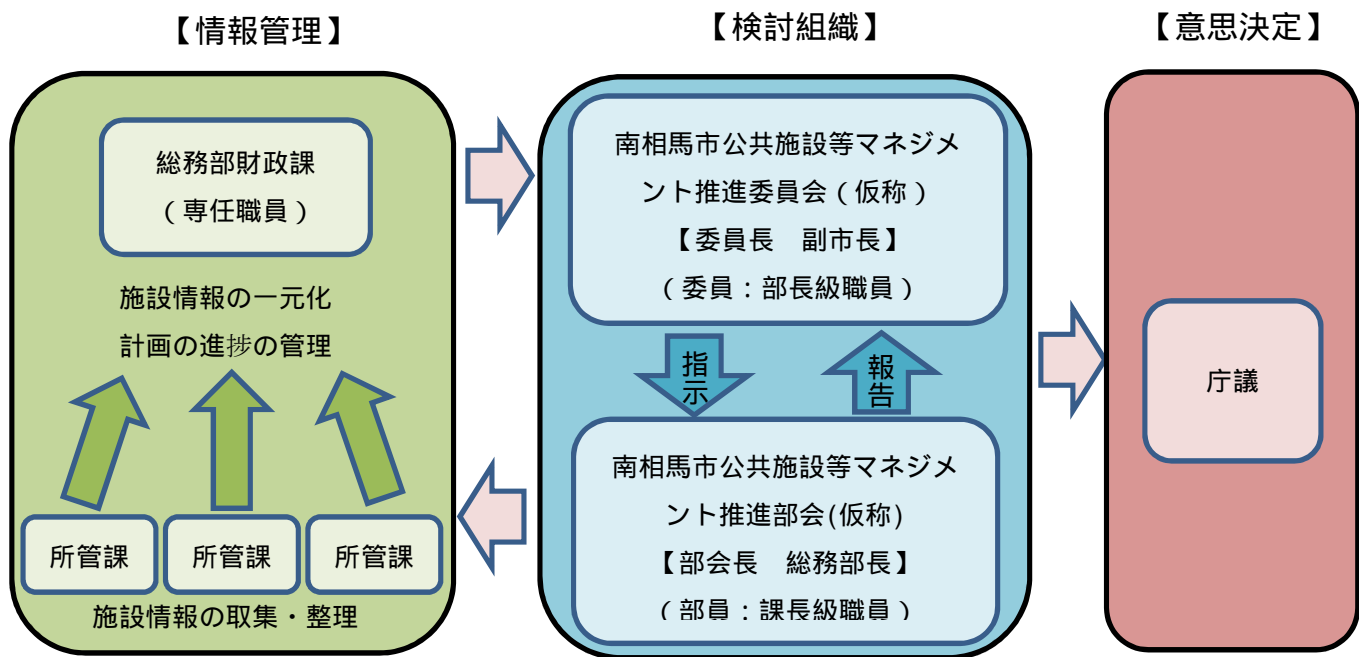 【情報管理】
【検討組織】
【意思決定】
総務部財政課
（専任職員）
施設情報の一元化
計画の進捗の管理
所管課
所管課
所管課
施設情報の取集・整理
南相馬市公共施設等マネジメ
ント推進委員会（仮称）
【委員長　副市長】
（委員：部長級職員）
指示
報告
南相馬市公共施設等マネジメ
ント推進部会(仮称)
【部会長　総務部長】
（部員：課長級職員）
庁議